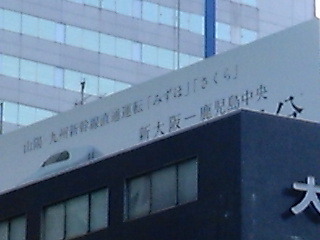 山陽・九州新幹線直通運転「みずほ」「さくら」
新大阪ー鹿児島中央
大